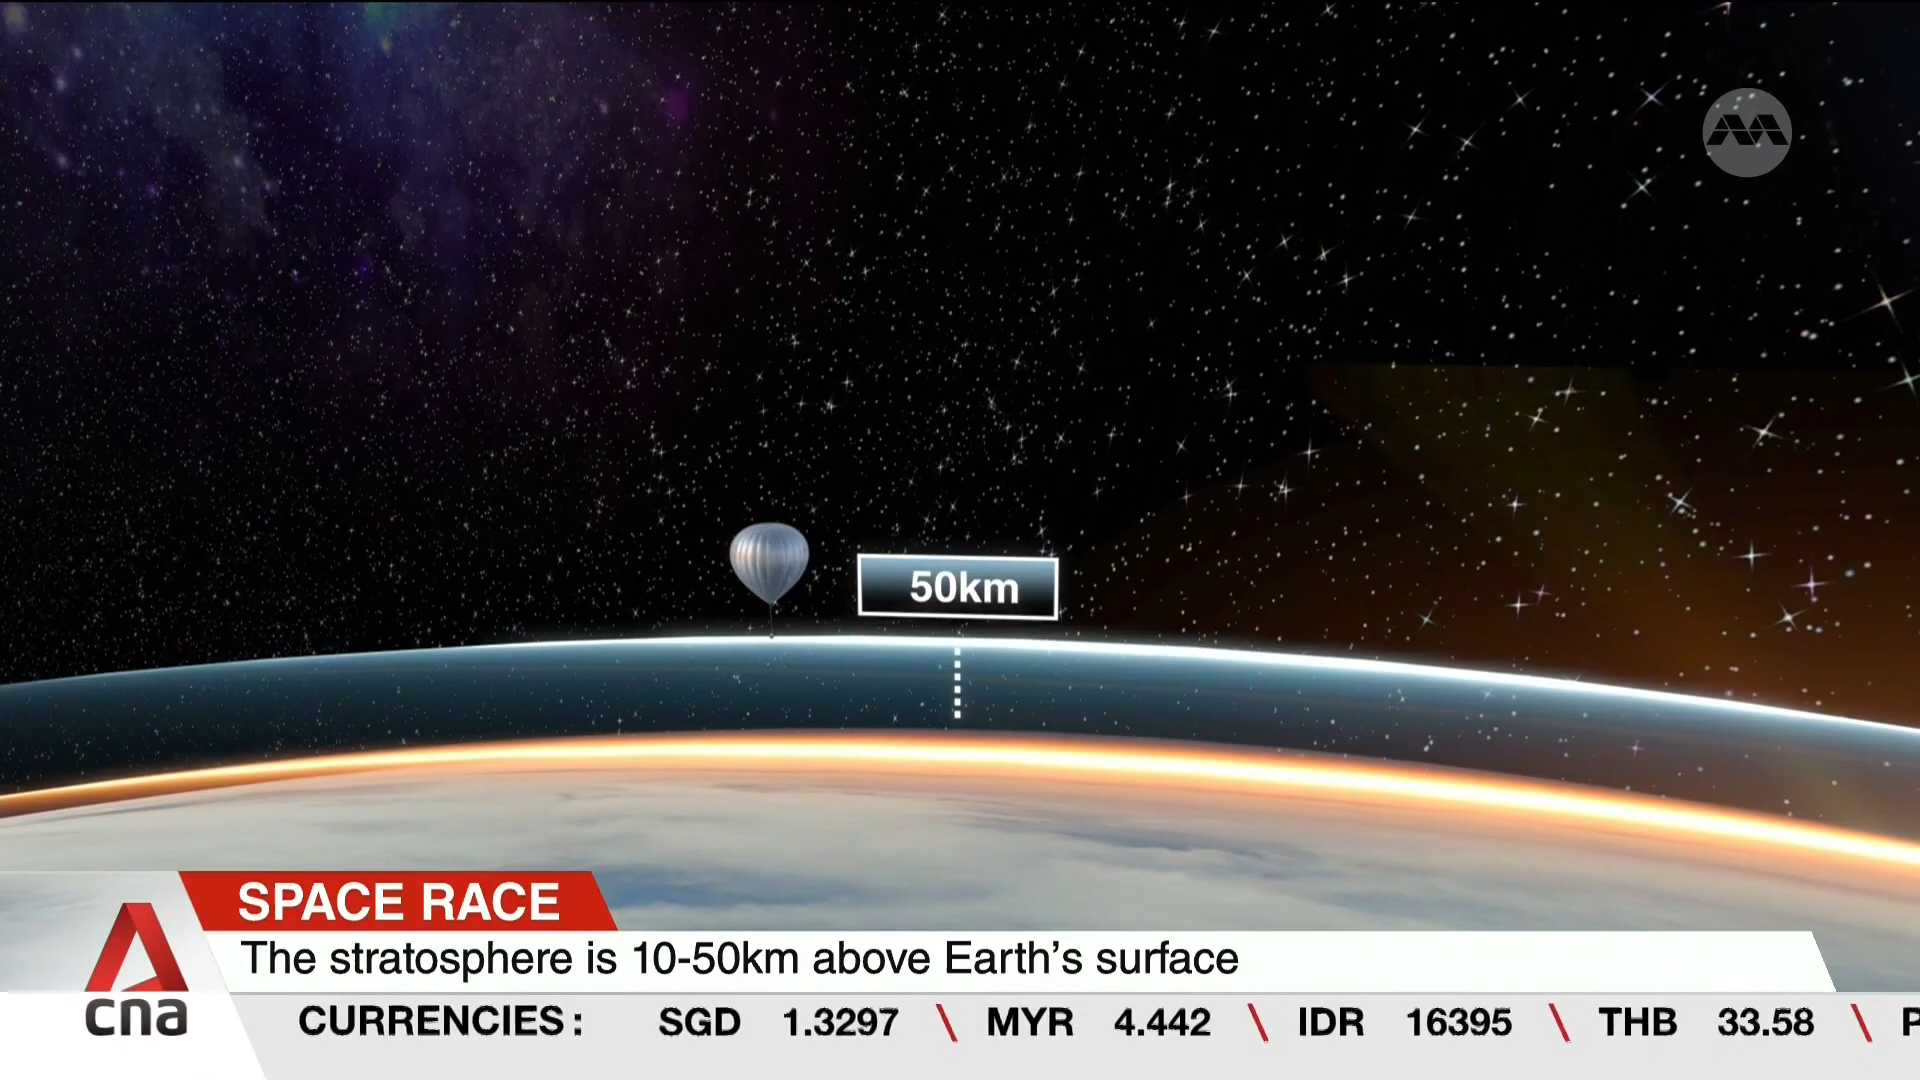 50km
SPACE RACE
The stratosphere is 10-50km above Earth's surface
cna
CURRENCIES: SGD 1.3297 \ MYR 4.442 \ IDR 16395 \ THB 33.58 \ P